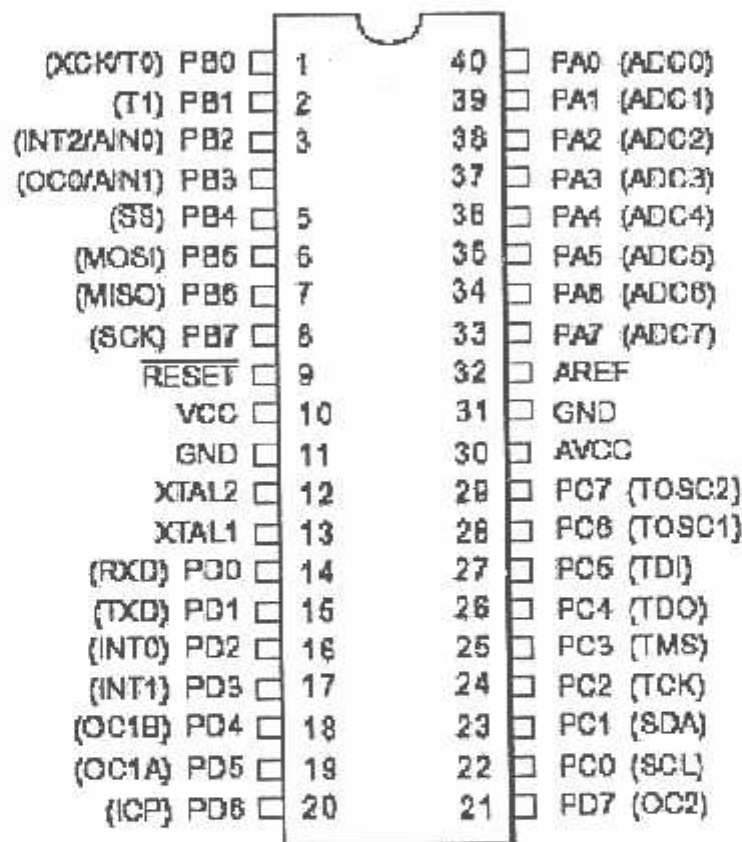 (XCK/T0) PB0 1 40 PA0 (ADC0)
(T1) PB1 2 39 PA1 (ADC1)
(INT2/AIN0) PB2 3 38 PA2 (ADC2)
(OC0/AIN1) PB3 37 PA3 (ADC3)
(SS) PB4 5 36 PA4 (ADC4)
(MOSI) PB5 6 35 PA5 (ADC5)
(MISO) PB6 7 34 PA6 (ADC6)
(SCK) PB7 8 33 PA7 (ADC7)
RESET 9 32 AREF
VCC 10 31 GND
GND 11 30 AVCC
XTAL2 12 29 PC7 (TOSC2)
XTAL1 13 28 PC6 (TOSC1)
(RXD) PD0 14 27 PC5 (TDI)
(TXD) PD1 15 26 PC4 (TDO)
(INT0) PD2 16 25 PC3 (TMS)
(INT1) PD3 17 24 PC2 (TCK)
(OC1B) PD4 18 23 PC1 (SDA)
(OC1A) PD5 19 22 PC0 (SCL)
(ICP) PD6 20 21 PD7 (OC2)